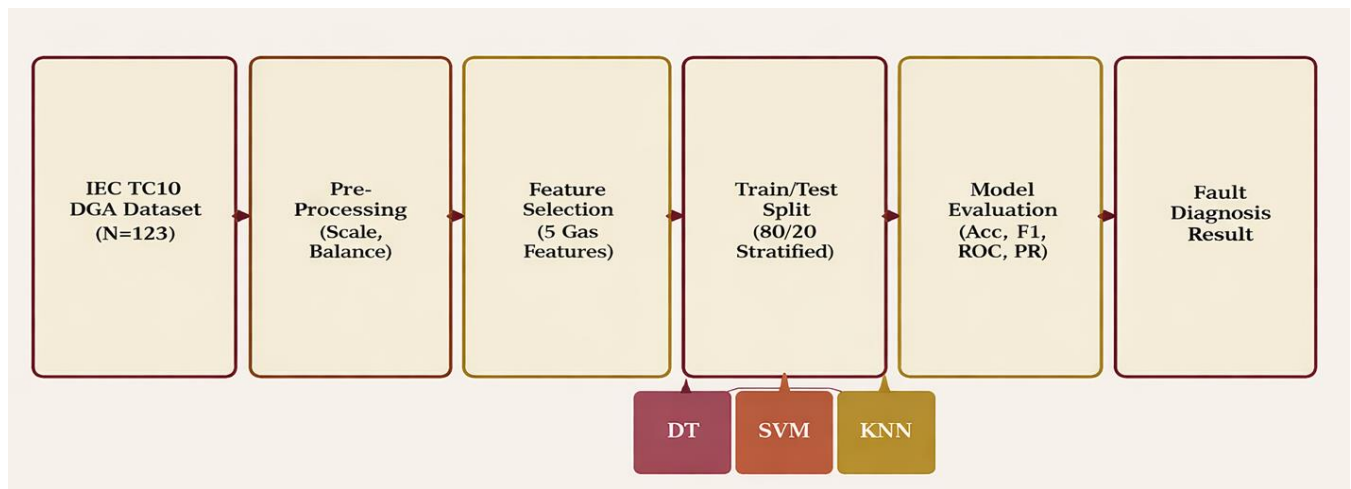 IEC TC10
DGA Dataset
(N=123)
Pre-
Processing
(Scale,
Balance)
Feature
Selection
(5 Gas
Features)
Train/Test
Split
(80/20
Stratified)
Model
Evaluation
(Acc, F1,
ROC, PR)
Fault
Diagnosis
Result
DT
SVM
KNN